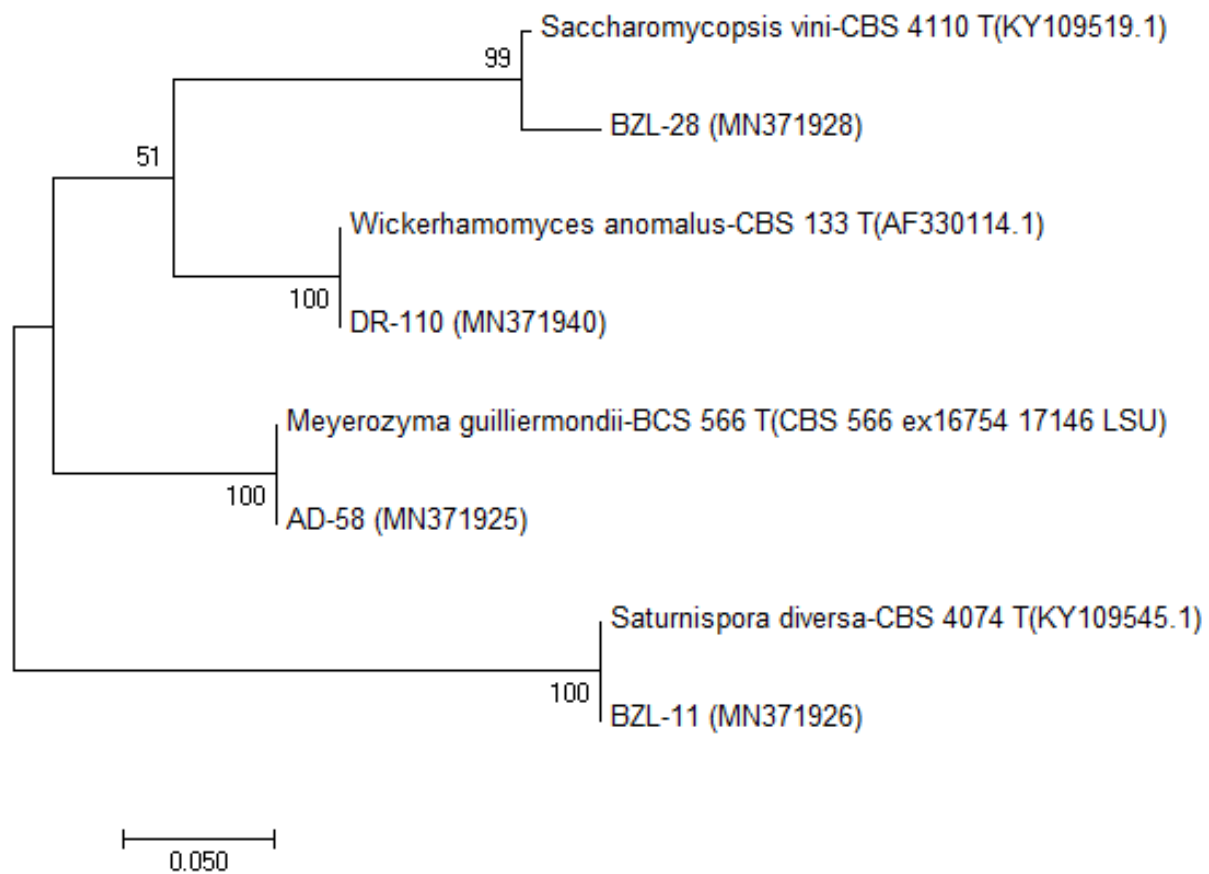 Saccharomycopsis vini-CBS 4110 T(KY109519.1)
99
BZL-28 (MN371928)
51
Wickerhamomyces anomalus-CBS 133 T(AF330114.1)
100
DR-110 (MN371940)
Meyerozyma guilliermondii-BCS 566 T(CBS 566 ex16754 17146 LSU)
100
AD-58 (MN371925)
Saturnispora diversa-CBS 4074 T(KY109545.1)
100
BZL-11 (MN371926)
0.050